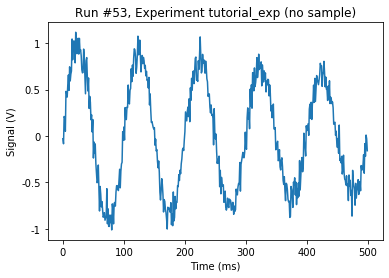 Run #53, Experiment tutorial_exp (no sample)
Signal (V)
1
0.5
0
-0.5
-1
0 100 200 300 400 500
Time (ms)